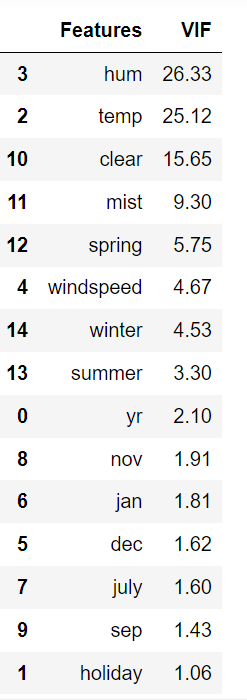 Features VIF
3 hum 26.33
2 temp 25.12
10 clear 15.65
11 mist 9.30
12 spring 5.75
4 windspeed 4.67
14 winter 4.53
13 summer 3.30
0 yr 2.10
8 nov 1.91
6 jan 1.81
5 dec 1.62
7 july 1.60
9 sep 1.43
1 holiday 1.06